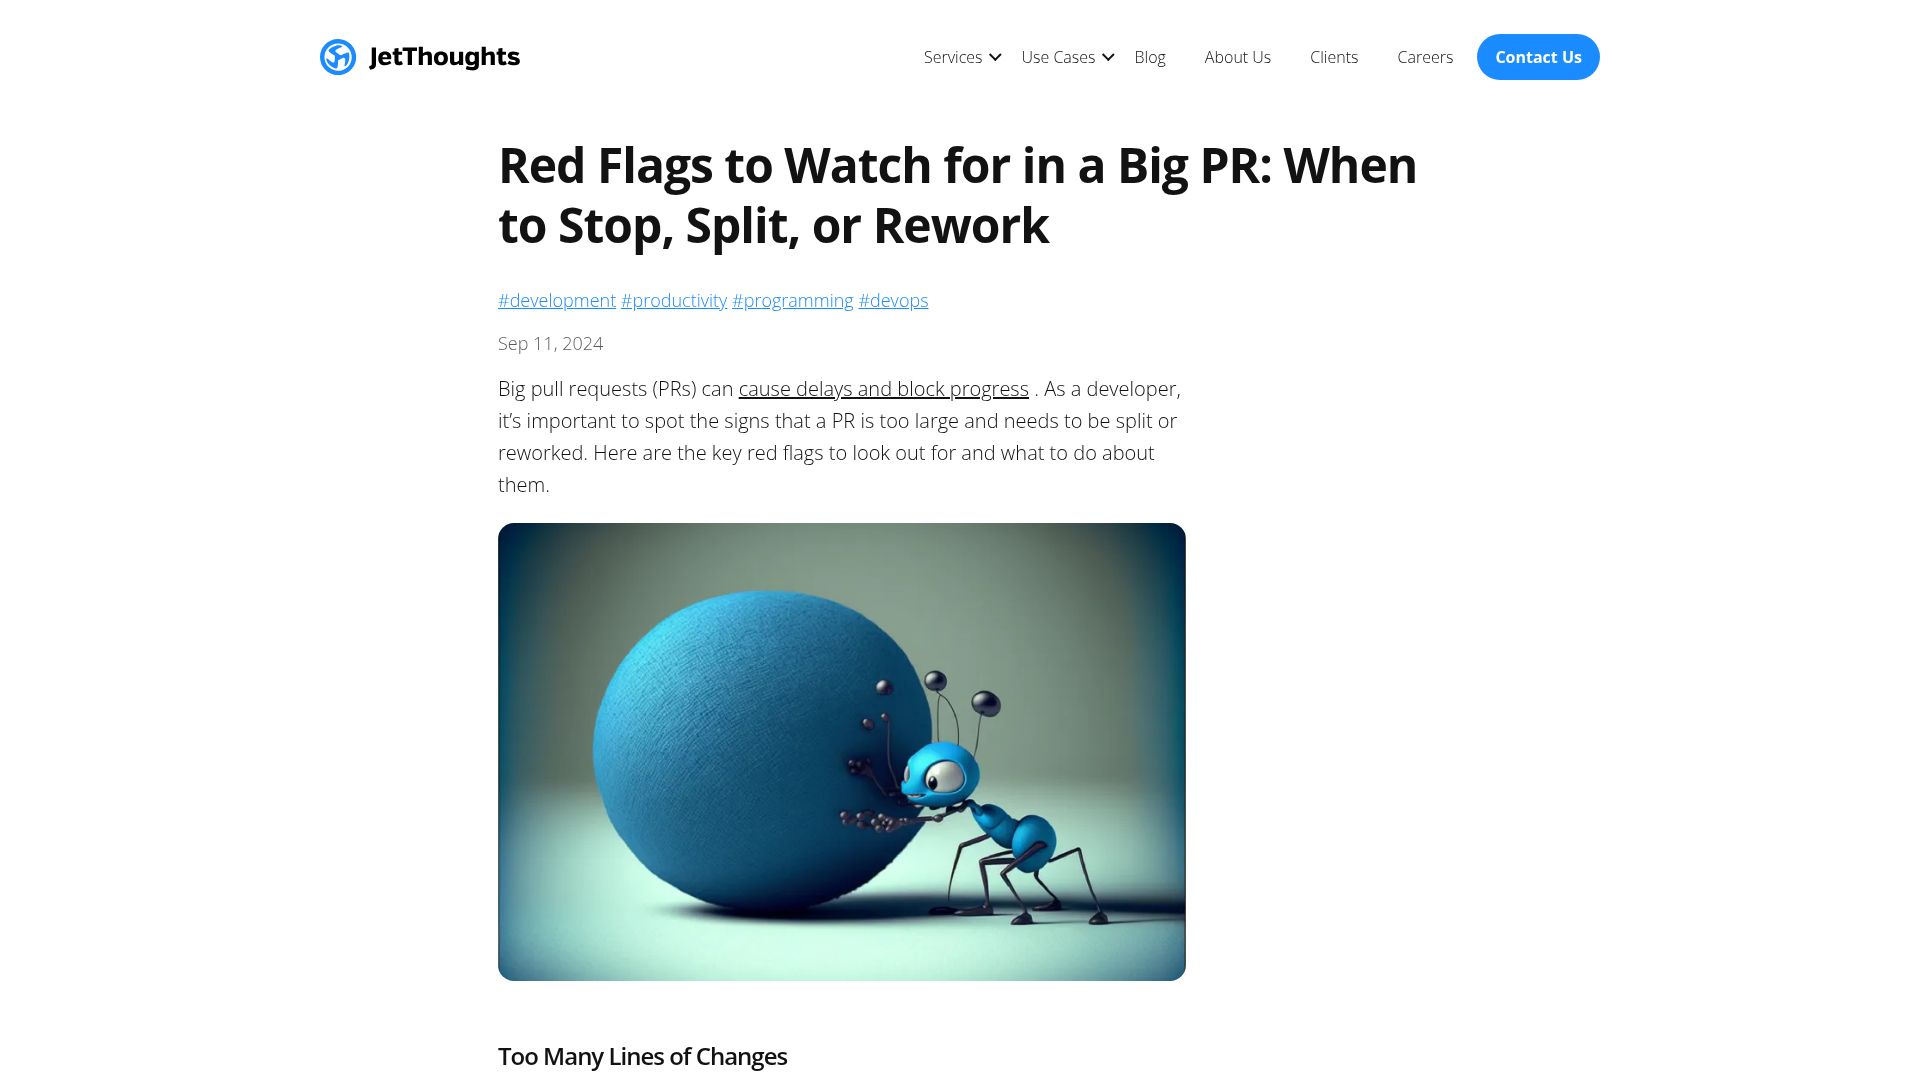 JetThoughts
Services
Use Cases
Blog
About Us
Clients
Careers
Contact Us
Red Flags to Watch for in a Big PR: When
to Stop, Split, or Rework
#development #productivity #programming #devops
Sep 11, 2024
Big pull requests (PRs) can cause delays and block progress . As a developer,
it’s important to spot the signs that a PR is too large and needs to be split or
reworked. Here are the key red flags to look out for and what to do about
them.
Too Many Lines of Changes